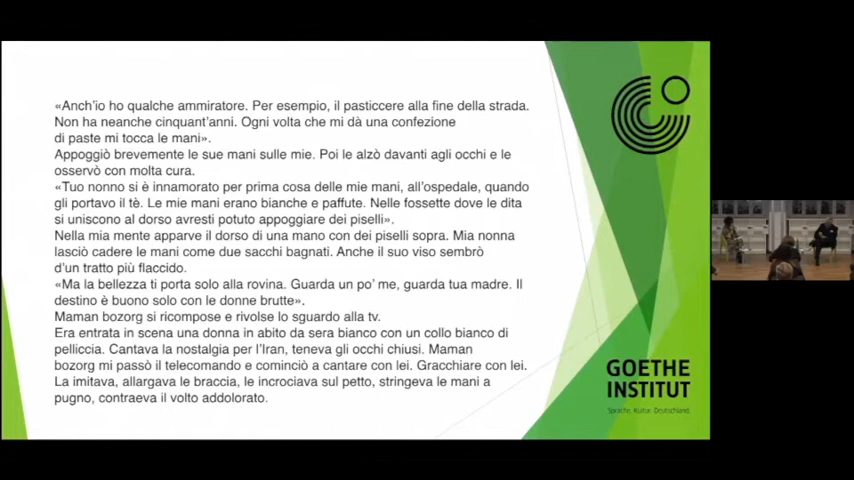 «Anch'io ho qualche ammiratore. Per esempio, il pasticcere alla fine della strada.
Non ha neanche cinquant'anni. Ogni volta che mi dà una confezione
di paste mi tocca le mani».
Appoggiò brevemente le sue mani sulle mie. Poi le alzò davanti agli occhi e le
osservò con molta cura.
«Tuo nonno si è innamorato per prima cosa delle mie mani, all'ospedale, quando
gli portavo il tè. Le mie mani erano bianche e paffute. Nelle fossette dove le dita
si uniscono al dorso avresti potuto appoggiare dei piselli».
Nella mia mente apparve il dorso di una mano con dei piselli sopra. Mia nonna
lasciò cadere le mani come due sacchi bagnati. Anche il suo viso sembrò
d'un tratto più flaccido.
«Ma la bellezza ti porta solo alla rovina. Guarda un po' me, guarda tua madre. Il
destino è buono solo con le donne brutte».
Maman bozorg si ricompose e rivolse lo sguardo alla tv.
Era entrata in scena una donna in abito da sera bianco con un collo bianco di
pelliccia. Cantava la nostalgia per l'Iran, teneva gli occhi chiusi. Maman
bozorg mi passò il telecomando e cominciò a cantare con lei. Gracchiare con lei.
La imitava, allargava le braccia, le incrociava sul petto, stringeva le mani a
pugno, contraeva il volto addolorato.
GOETHE
INSTITUT
Sprache. Kultur. Deutschland.